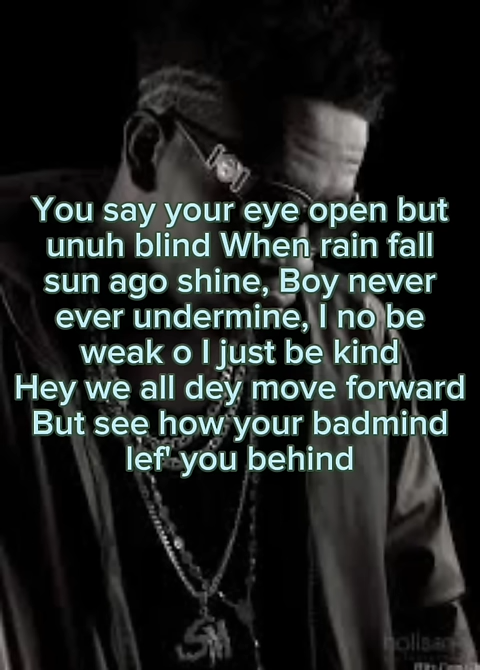 You say your eye open but
unuh blind When rain fall
sun ago shine, Boy never
ever undermine, I no be
weak o I just be kind
Hey we all dey move forward
But see how your badmind
lef' you behind